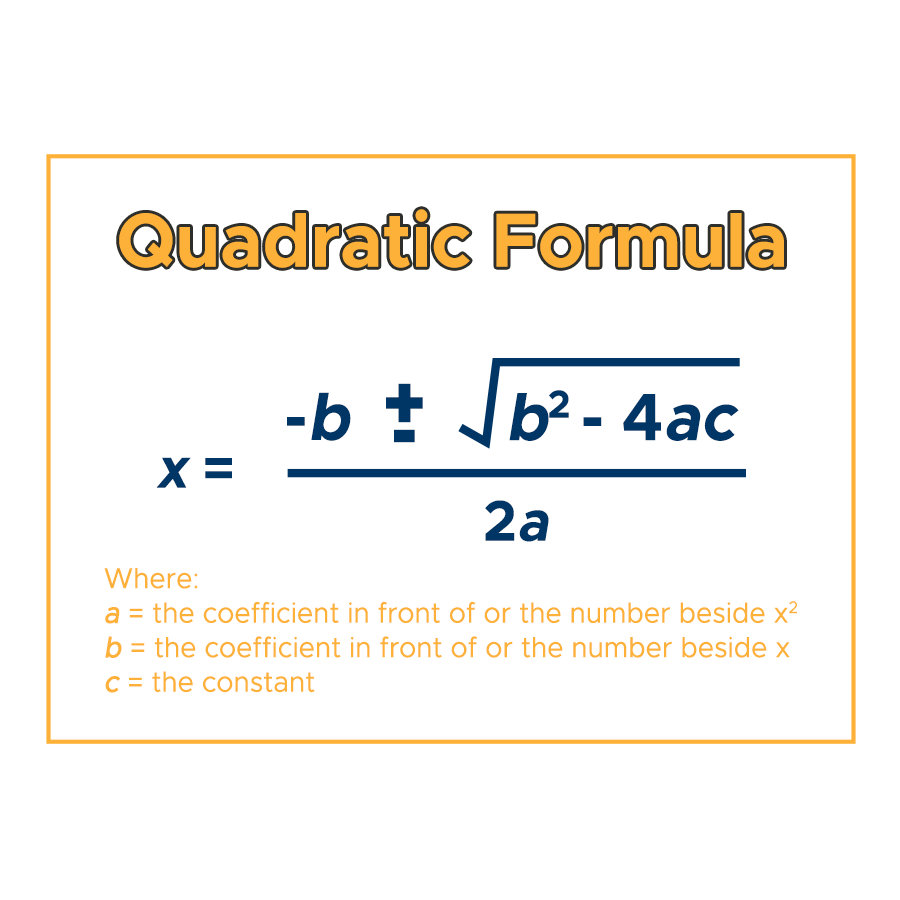 Quadratic Formula
x = -b ± √b² - 4ac
2a
Where:
a = the coefficient in front of or the number beside x²
b = the coefficient in front of or the number beside x
c = the constant